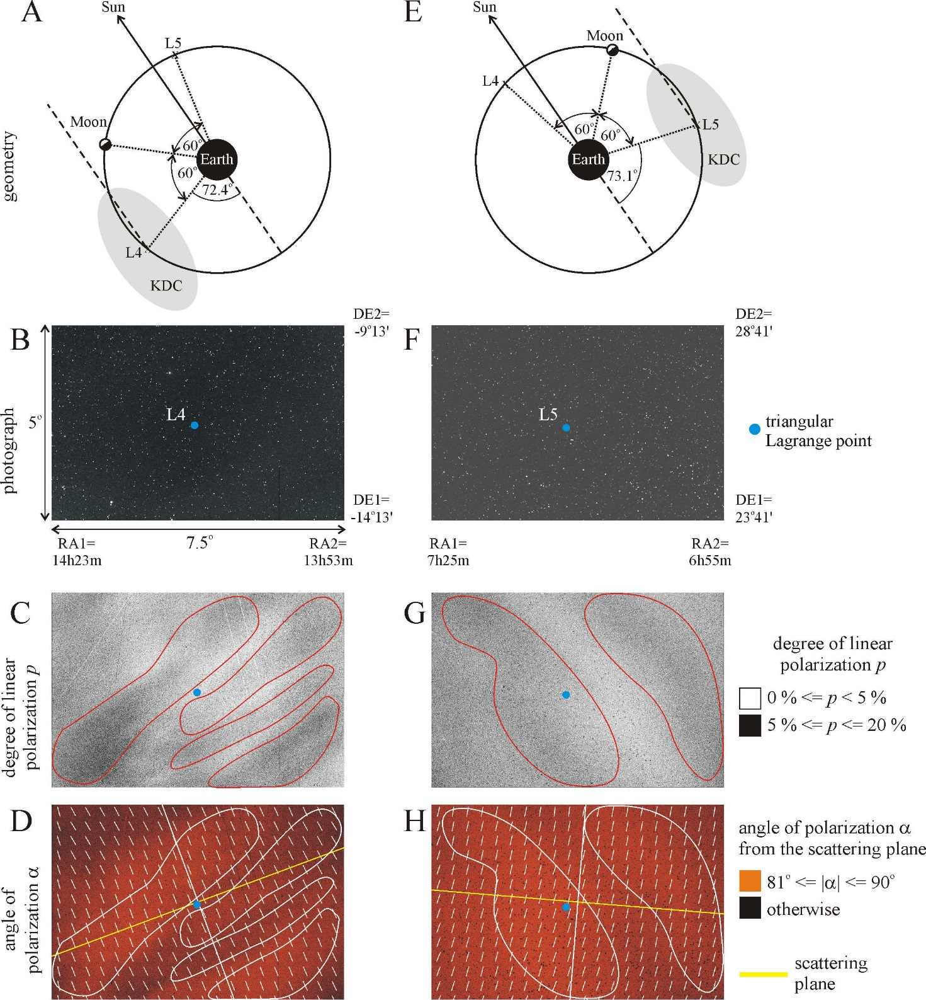 A
Sun
L5
Moon
60°
Earth
60°
72.4°
L4
KDC
geometry
E
Sun
Moon
L4
60°
60°
L5
Earth
73.1°
KDC
B
DE2=
-9°13'
L4
5°
photograph
DE1=
-14°13'
RA1=
14h23m
7.5°
RA2=
13h53m
F
DE2=
28°41'
L5
triangular
Lagrange point
DE1=
23°41'
RA1=
7h25m
RA2=
6h55m
C
degree of linear
polarization p
G
degree of linear
polarization p
0 % <= p < 5 %
5 % <= p <= 20 %
D
angle of
polarization α
H
angle of polarization α
from the scattering plane
81° <= |α| <= 90°
otherwise
scattering
plane